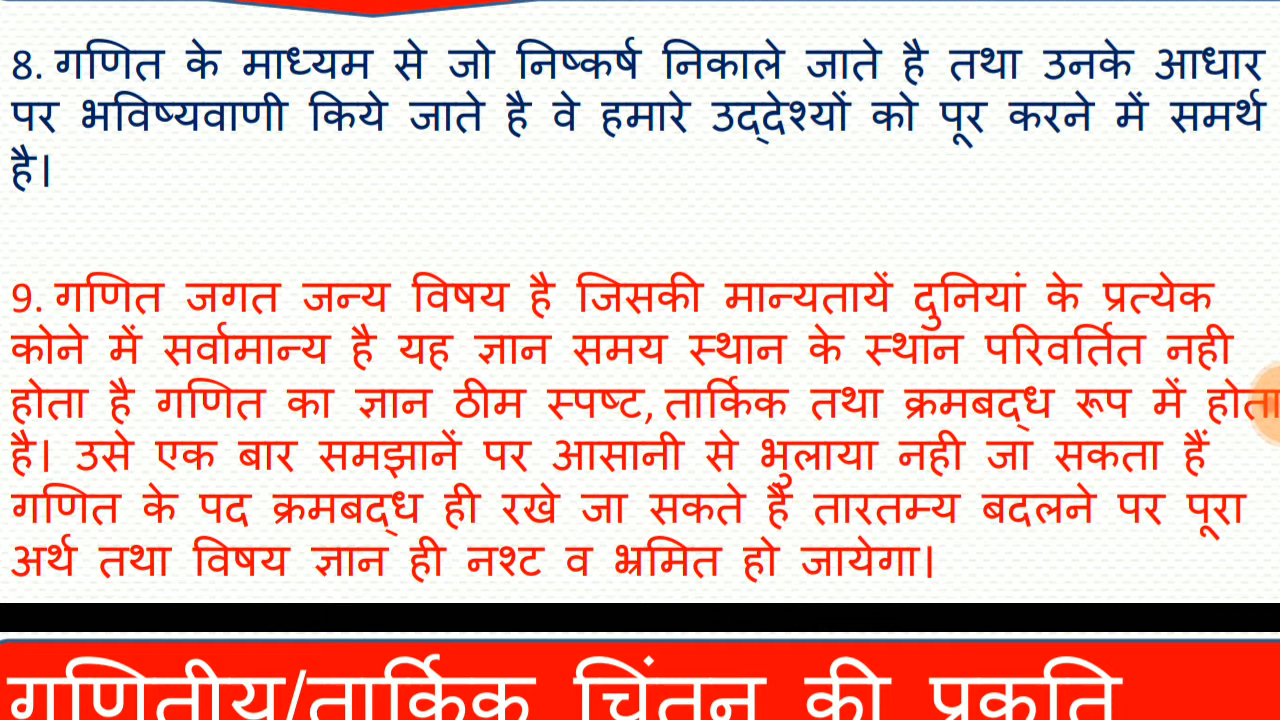 8. गणित के माध्यम से जो निष्कर्ष निकाले जाते है तथा उनके आधार
पर भविष्यवाणी किये जाते है वे हमारे उद्देश्यों को पूर करने में समर्थ
है।
9. गणित जगत जन्य विषय है जिसकी मान्यतायें दुनियां के प्रत्येक
कोने में सर्वामान्य है यह ज्ञान समय स्थान के स्थान परिवर्तित नही
होता है गणित का ज्ञान ठीम स्पष्ट, तार्किक तथा क्रमबद्ध रूप में होता
है। उसे एक बार समझानें पर आसानी से भुलाया नही जा सकता हैं
गणित के पद क्रमबद्ध ही रखे जा सकते है तारतम्य बदलने पर पूरा
अर्थ तथा विषय ज्ञान ही नश्ट व भ्रमित हो जायेगा।
गणितीय/तार्किक चिंतन की प्रकृति